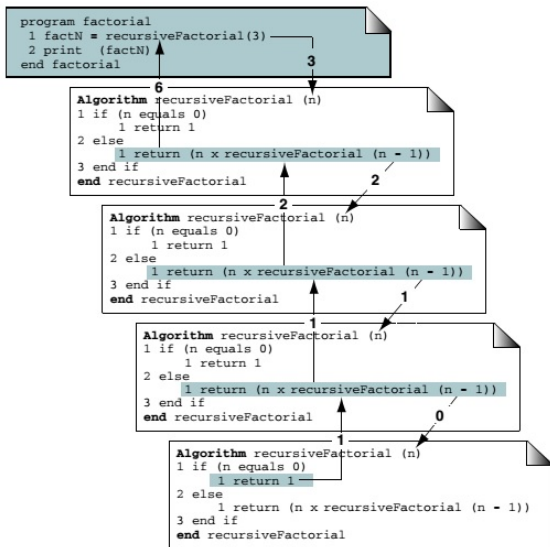 program factorial
1 factN = recursiveFactorial(3)
2 print (factN)
end factorial
3
6
Algorithm recursiveFactorial (n)
1 if (n equals 0)
1 return 1
2 else
1 return (n x recursiveFactorial (n - 1))
3 end if
end recursiveFactorial
2
2
Algorithm recursiveFactorial (n)
1 if (n equals 0)
1 return 1
2 else
1 return (n x recursiveFactorial (n - 1))
3 end if
end recursiveFactorial
1
1
Algorithm recursiveFactorial (n)
1 if (n equals 0)
1 return 1
2 else
1 return (n x recursiveFactorial (n - 1))
3 end if
end recursiveFactorial
0
1
Algorithm recursiveFactorial (n)
1 if (n equals 0)
1 return 1
2 else
1 return (n x recursiveFactorial (n - 1))
3 end if
end recursiveFactorial